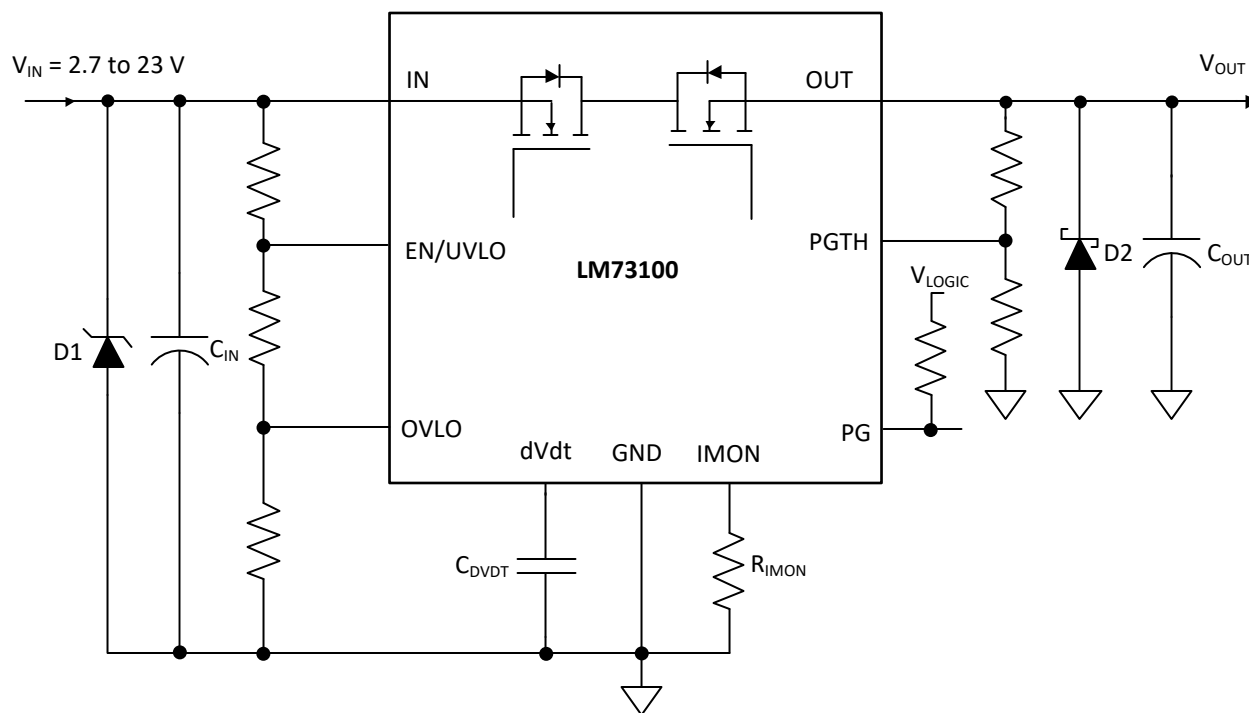 V_IN = 2.7 to 23 V
IN
OUT
V_OUT
EN/UVLO
PGTH
LM73100
V_LOGIC
D1
C_IN
D2
C_OUT
OVLO
PG
dVdt
GND
IMON
C_DVDT
R_IMON